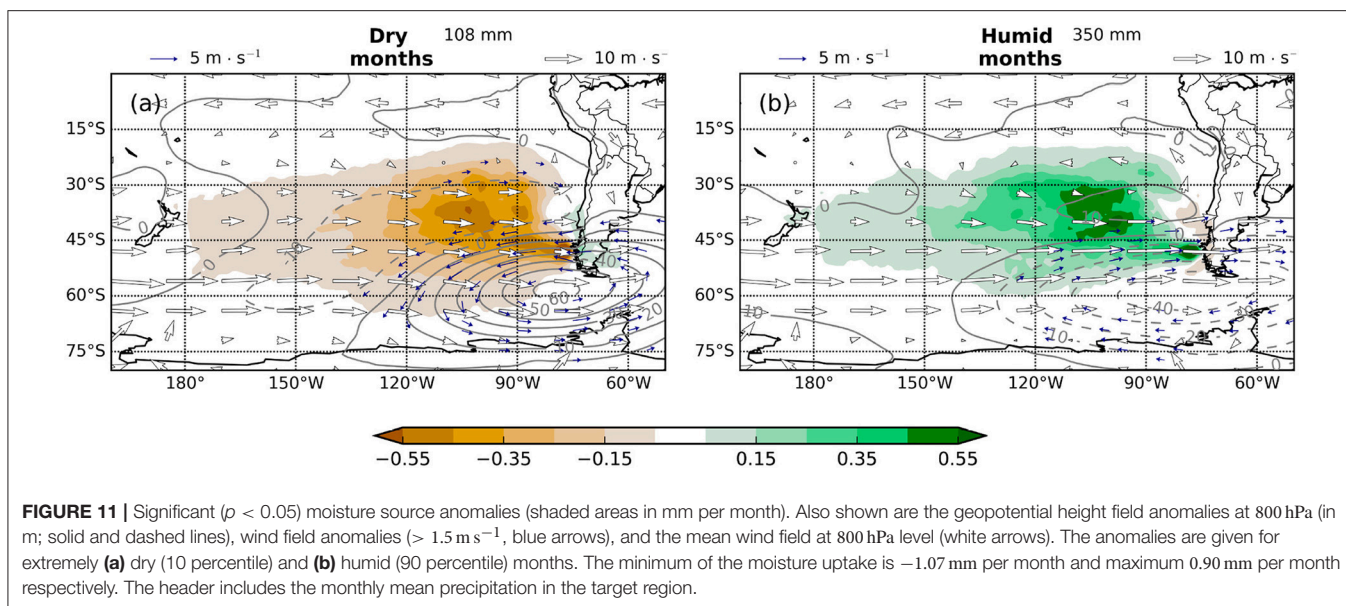 Dry months 108 mm
5 m · s⁻¹ 10 m · s⁻
Humid months 350 mm
5 m · s⁻¹ 10 m · s⁻
(a)
15°S
30°S
45°S
60°S
75°S
180° 150°W 120°W 90°W 60°W
0
0
0
0
-10
40
50
60
20
(b)
15°S
30°S
45°S
60°S
75°S
180° 150°W 120°W 90°W 60°W
0
0
10
0
10
10
-10
40
−0.55 −0.35 −0.15 0.15 0.35 0.55
FIGURE 11 | Significant (p < 0.05) moisture source anomalies (shaded areas in mm per month). Also shown are the geopotential height field anomalies at 800 hPa (in
m; solid and dashed lines), wind field anomalies (> 1.5 m s⁻¹, blue arrows), and the mean wind field at 800 hPa level (white arrows). The anomalies are given for
extremely (a) dry (10 percentile) and (b) humid (90 percentile) months. The minimum of the moisture uptake is −1.07 mm per month and maximum 0.90 mm per month
respectively. The header includes the monthly mean precipitation in the target region.